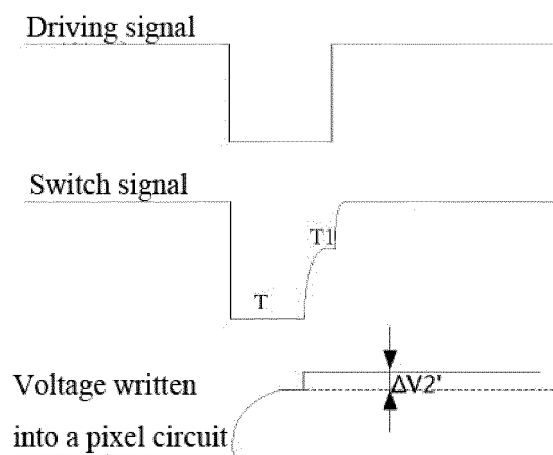 Driving signal
Switch signal
T1
T
ΔV2'
Voltage written
into a pixel circuit